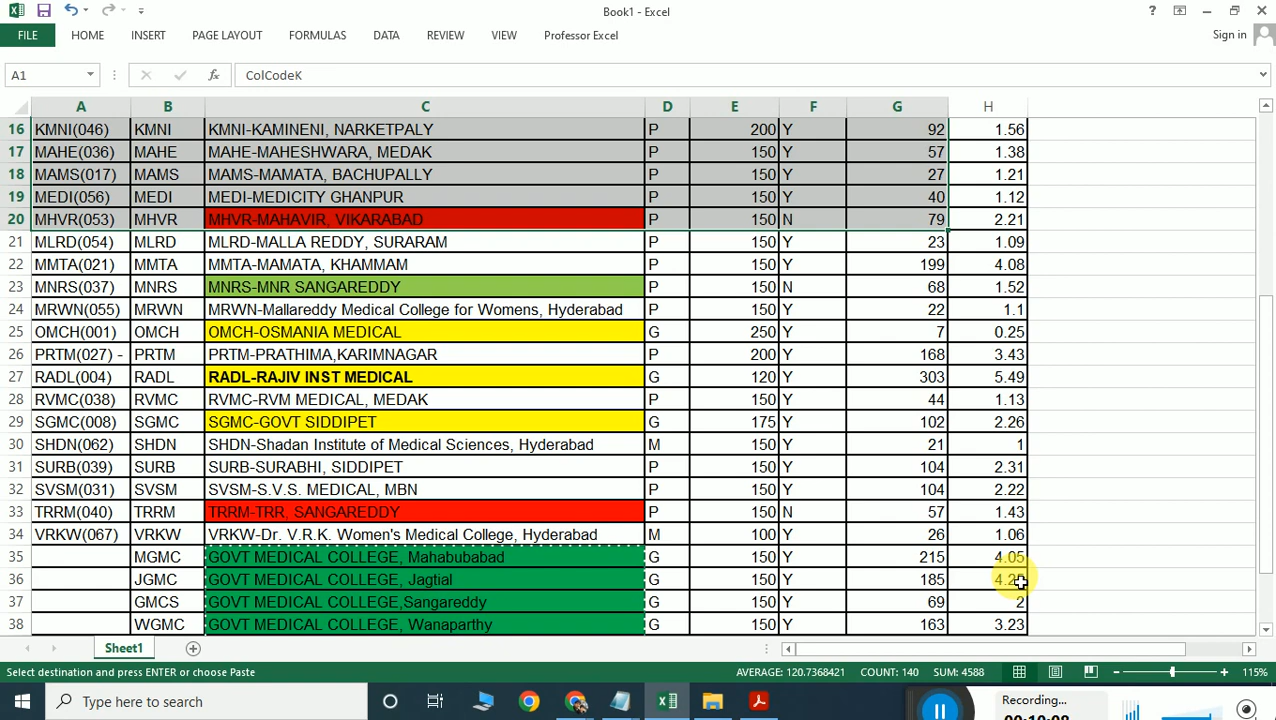 Book1 - Excel
?
FILE HOME INSERT PAGE LAYOUT FORMULAS DATA REVIEW VIEW Professor Excel Sign in
A1 fx ColCodeK
A B C D E F G H
16 KMNI(046) KMNI KMNI-KAMINENI, NARKETPALY P 200 Y 92 1.56
17 MAHE(036) MAHE MAHE-MAHESHWARA, MEDAK P 150 Y 57 1.38
18 MAMS(017) MAMS MAMS-MAMATA, BACHUPALLY P 150 Y 27 1.21
19 MEDI(056) MEDI MEDI-MEDICITY GHANPUR P 150 Y 40 1.12
20 MHVR(053) MHVR MHVR-MAHAVIR, VIKARABAD P 150 N 79 2.21
21 MLRD(054) MLRD MLRD-MALLA REDDY, SURARAM P 150 Y 23 1.09
22 MMTA(021) MMTA MMTA-MAMATA, KHAMMAM P 150 Y 199 4.08
23 MNRS(037) MNRS MNRS-MNR SANGAREDDY P 150 N 68 1.52
24 MRWN(055) MRWN MRWN-Mallareddy Medical College for Womens, Hyderabad P 150 Y 22 1.1
25 OMCH(001) OMCH OMCH-OSMANIA MEDICAL G 250 Y 7 0.25
26 PRTM(027) - PRTM PRTM-PRATHIMA,KARIMNAGAR P 200 Y 168 3.43
27 RADL(004) RADL RADL-RAJIV INST MEDICAL G 120 Y 303 5.49
28 RVMC(038) RVMC RVMC-RVM MEDICAL, MEDAK P 150 Y 44 1.13
29 SGMC(008) SGMC SGMC-GOVT SIDDIPET G 175 Y 102 2.26
30 SHDN(062) SHDN SHDN-Shadan Institute of Medical Sciences, Hyderabad M 150 Y 21 1
31 SURB(039) SURB SURB-SURABHI, SIDDIPET P 150 Y 104 2.31
32 SVSM(031) SVSM SVSM-S.V.S. MEDICAL, MBN P 150 Y 104 2.22
33 TRRM(040) TRRM TRRM-TRR, SANGAREDDY P 150 N 57 1.43
34 VRKW(067) VRKW VRKW-Dr. V.R.K. Women's Medical College, Hyderabad M 100 Y 26 1.06
35 MGMC GOVT MEDICAL COLLEGE, Mahabubabad G 150 Y 215 4.05
36 JGMC GOVT MEDICAL COLLEGE, Jagtial G 150 Y 185
37 GMCS GOVT MEDICAL COLLEGE,Sangareddy G 150 Y 69 2
38 WGMC GOVT MEDICAL COLLEGE, Wanaparthy G 150 Y 163 3.23
Sheet1
Select destination and press ENTER or choose Paste AVERAGE: 120.7368421 COUNT: 140 SUM: 4588 115%
Type here to search
Recording...
00:10:08